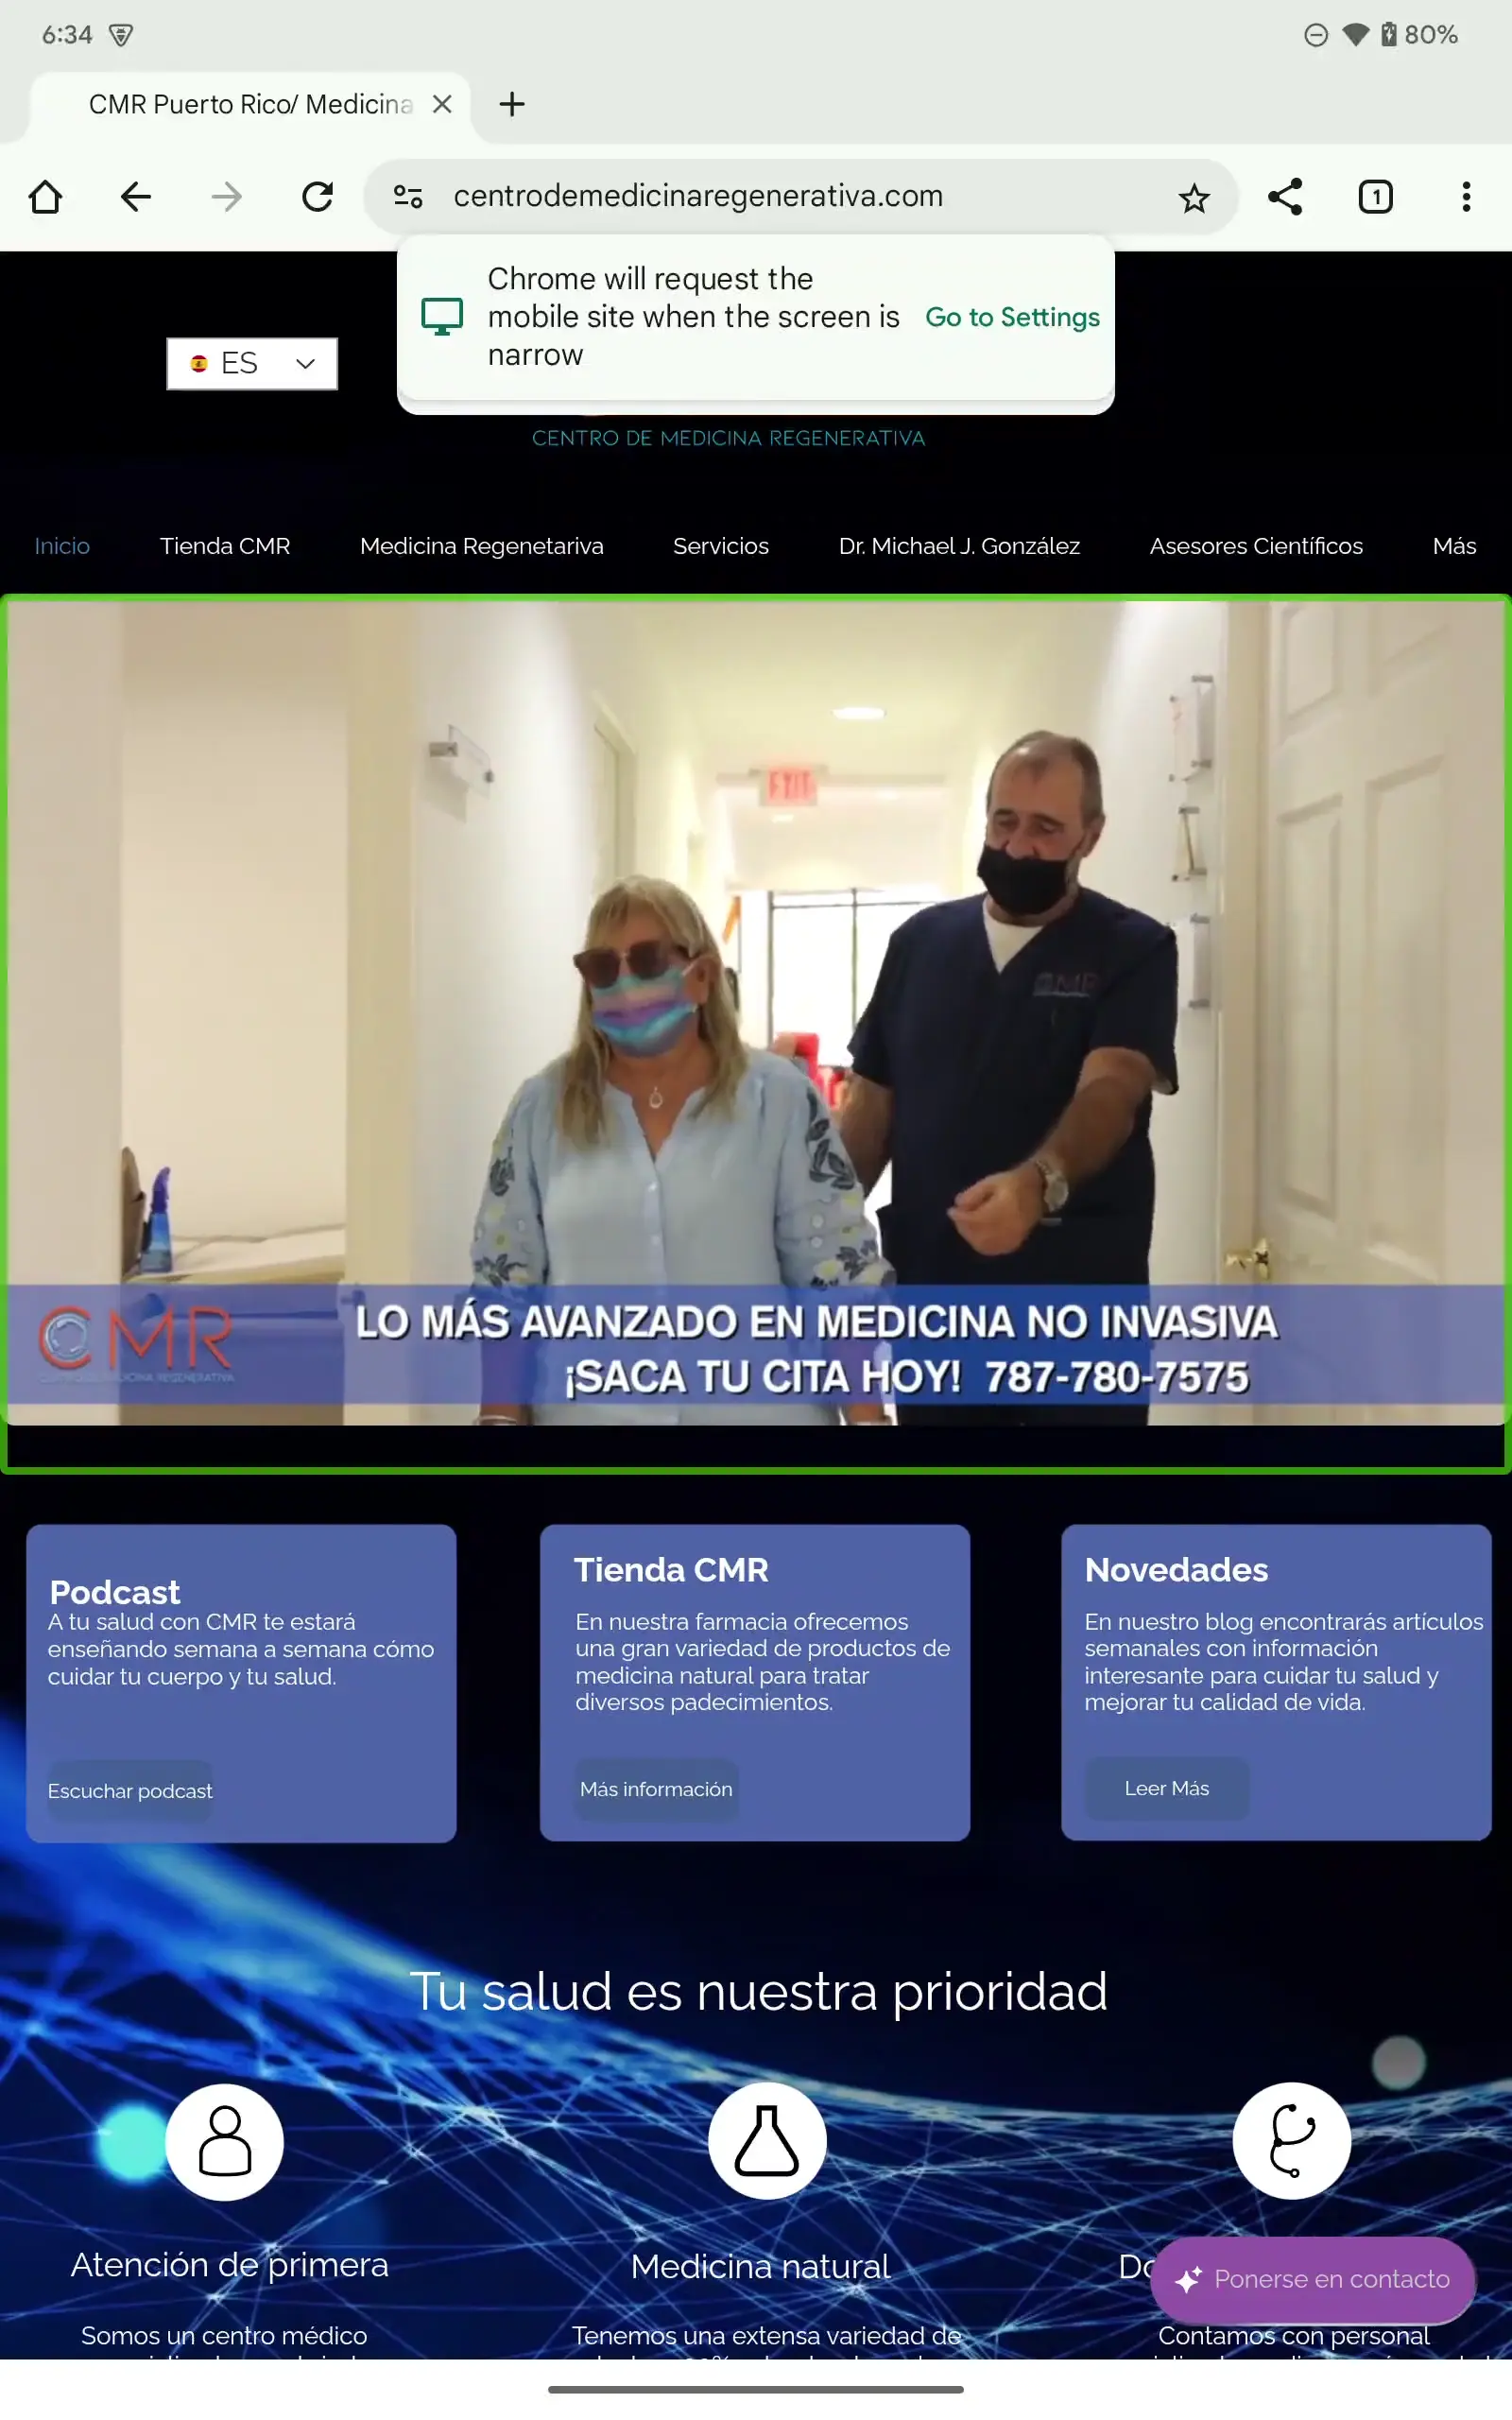 6:34
80%
CMR Puerto Rico/ Medicina
centrodemedicinaregenerativa.com
1
Chrome will request the
mobile site when the screen is
narrow
Go to Settings
ES
CENTRO DE MEDICINA REGENERATIVA
Inicio
Tienda CMR
Medicina Regenetariva
Servicios
Dr. Michael J. González
Asesores Científicos
Más
EXIT
CMR
CMR
CENTRO DE MEDICINA REGENERATIVA
LO MÁS AVANZADO EN MEDICINA NO INVASIVA
¡SACA TU CITA HOY! 787-780-7575
Podcast
A tu salud con CMR te estará
enseñando semana a semana cómo
cuidar tu cuerpo y tu salud.
Escuchar podcast
Tienda CMR
En nuestra farmacia ofrecemos
una gran variedad de productos de
medicina natural para tratar
diversos padecimientos.
Más información
Novedades
En nuestro blog encontrarás artículos
semanales con información
interesante para cuidar tu salud y
mejorar tu calidad de vida.
Leer Más
Tu salud es nuestra prioridad
Atención de primera
Somos un centro médico
Medicina natural
Tenemos una extensa variedad de
Ponerse en contacto
Contamos con personal